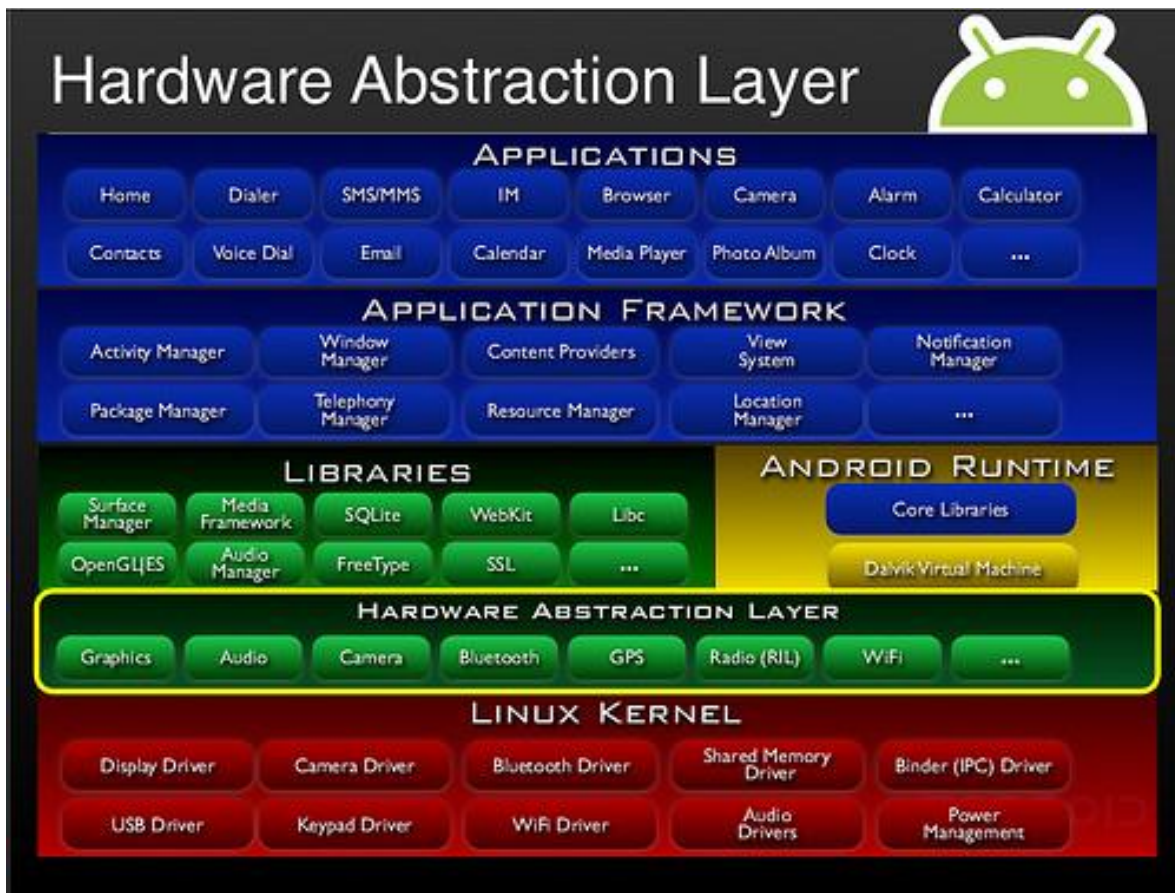 Hardware Abstraction Layer
APPLICATIONS
Home Dialer SMS/MMS IM Browser Camera Alarm Calculator
Contacts Voice Dial Email Calendar Media Player Photo Album Clock ...
APPLICATION FRAMEWORK
Activity Manager Window Manager Content Providers View System Notification Manager
Package Manager Telephony Manager Resource Manager Location Manager ...
LIBRARIES
Surface Manager Media Framework SQLite WebKit Libc
OpenGL|ES Audio Manager FreeType SSL ...
ANDROID RUNTIME
Core Libraries
Dalvik Virtual Machine
HARDWARE ABSTRACTION LAYER
Graphics Audio Camera Bluetooth GPS Radio (RIL) WiFi ...
LINUX KERNEL
Display Driver Camera Driver Bluetooth Driver Shared Memory Driver Binder (IPC) Driver
USB Driver Keypad Driver WiFi Driver Audio Drivers Power Management